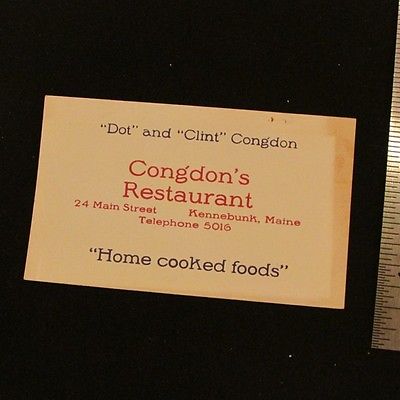 "Dot" and "Clint" Congdon
Congdon's
Restaurant
24 Main Street Kennebunk, Maine
Telephone 5016
"Home cooked foods"